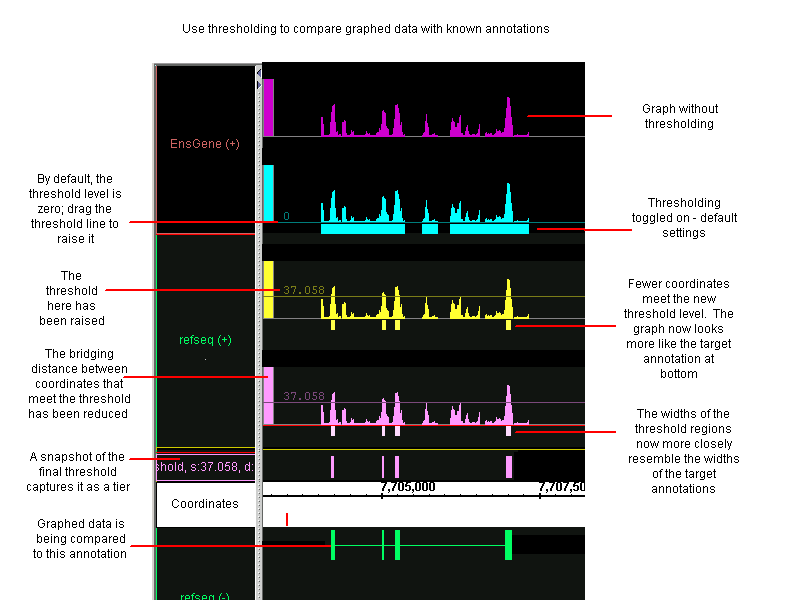 Use thresholding to compare graphed data with known annotations
EnsGene (+)
Graph without
thresholding
By default, the
threshold level is
zero; drag the
threshold line to
raise it
0
Thresholding
toggled on - default
settings
The
threshold
here has
been raised
37.058
refseq (+)
Fewer coordinates
meet the new
threshold level. The
graph now looks
more like the target
annotation at
bottom
The bridging
distance between
coordinates that
meet the threshold
has been reduced
37.058
The widths of the
threshold regions
now more closely
resemble the widths
of the target
annotations
A snapshot of the
final threshold
captures it as a tier
shold, s:37.058, d:
Coordinates
7,705,000
7,707,50
Graphed data is
being compared
to this annotation
refseq (-)